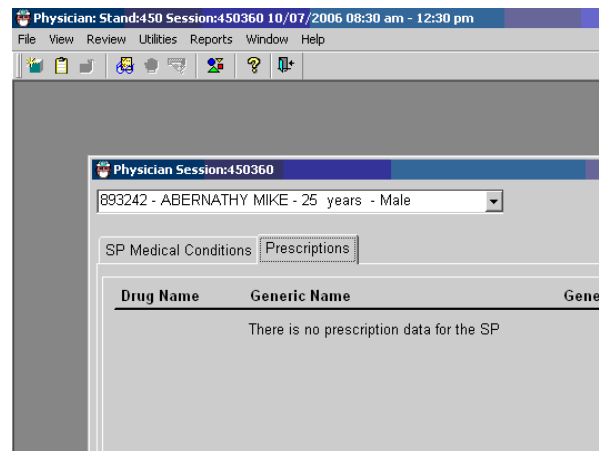 Physician: Stand:450 Session:450360 10/07/2006 08:30 am - 12:30 pm
File View Review Utilities Reports Window Help
Physician Session:450360
893242 - ABERNATHY MIKE - 25 years - Male
SP Medical Conditions Prescriptions
Drug Name Generic Name Gene
There is no prescription data for the SP